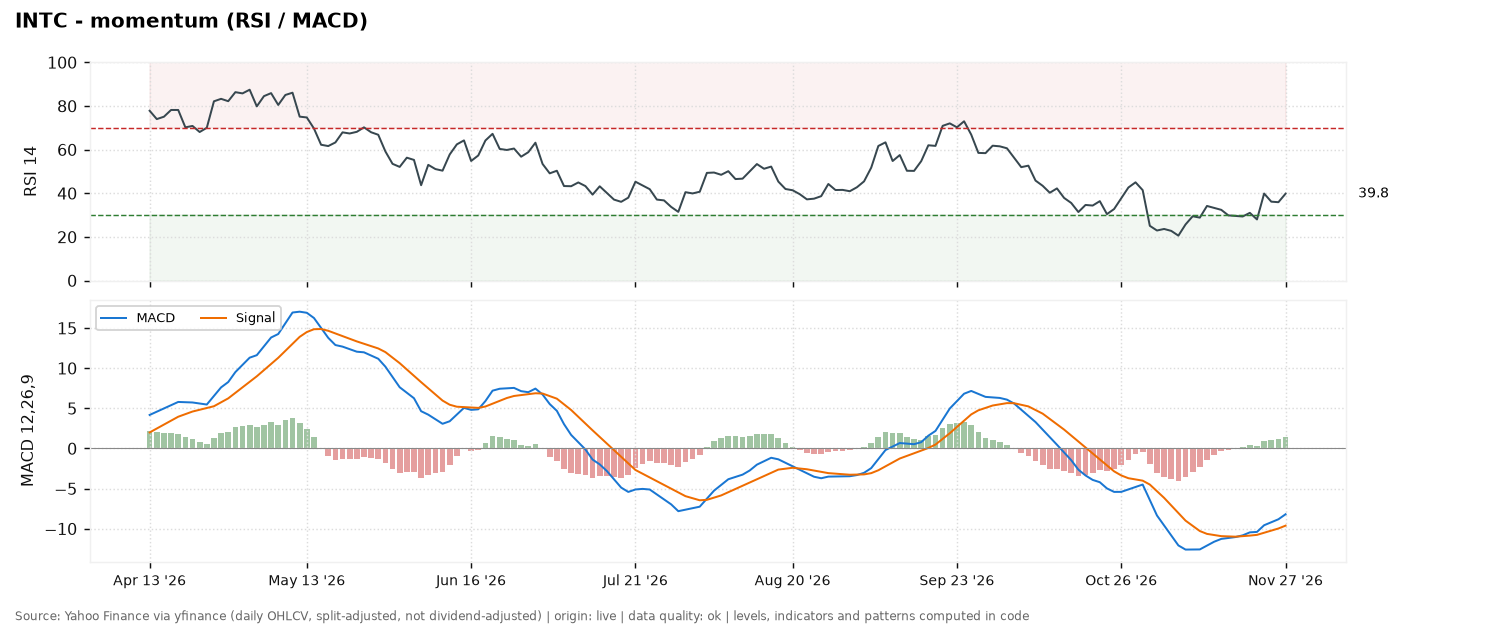 INTC - momentum (RSI / MACD)
100
80
60
40
20
0
RSI 14
39.8
MACD
Signal
15
10
5
0
−5
−10
MACD 12,26,9
Apr 13 '26
May 13 '26
Jun 16 '26
Jul 21 '26
Aug 20 '26
Sep 23 '26
Oct 26 '26
Nov 27 '26
Source: Yahoo Finance via yfinance (daily OHLCV, split-adjusted, not dividend-adjusted) | origin: live | data quality: ok | levels, indicators and patterns computed in code